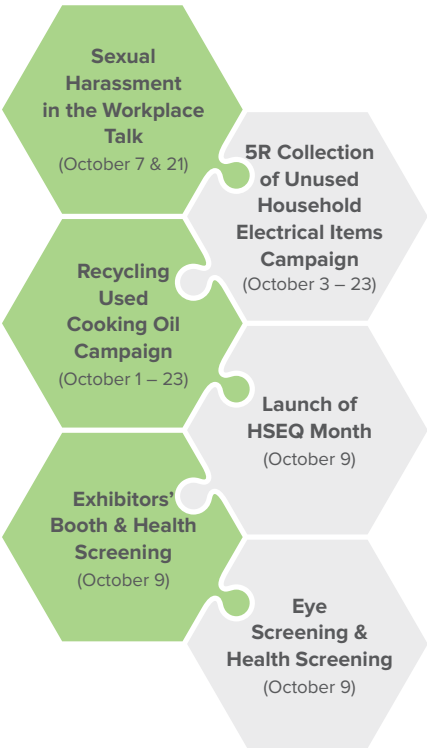 Sexual
Harassment
in the Workplace
Talk
(October 7 & 21)
5R Collection
of Unused
Household
Electrical Items
Campaign
(October 3 – 23)
Recycling
Used
Cooking Oil
Campaign
(October 1 – 23)
Launch of
HSEQ Month
(October 9)
Exhibitors'
Booth & Health
Screening
(October 9)
Eye
Screening &
Health Screening
(October 9)